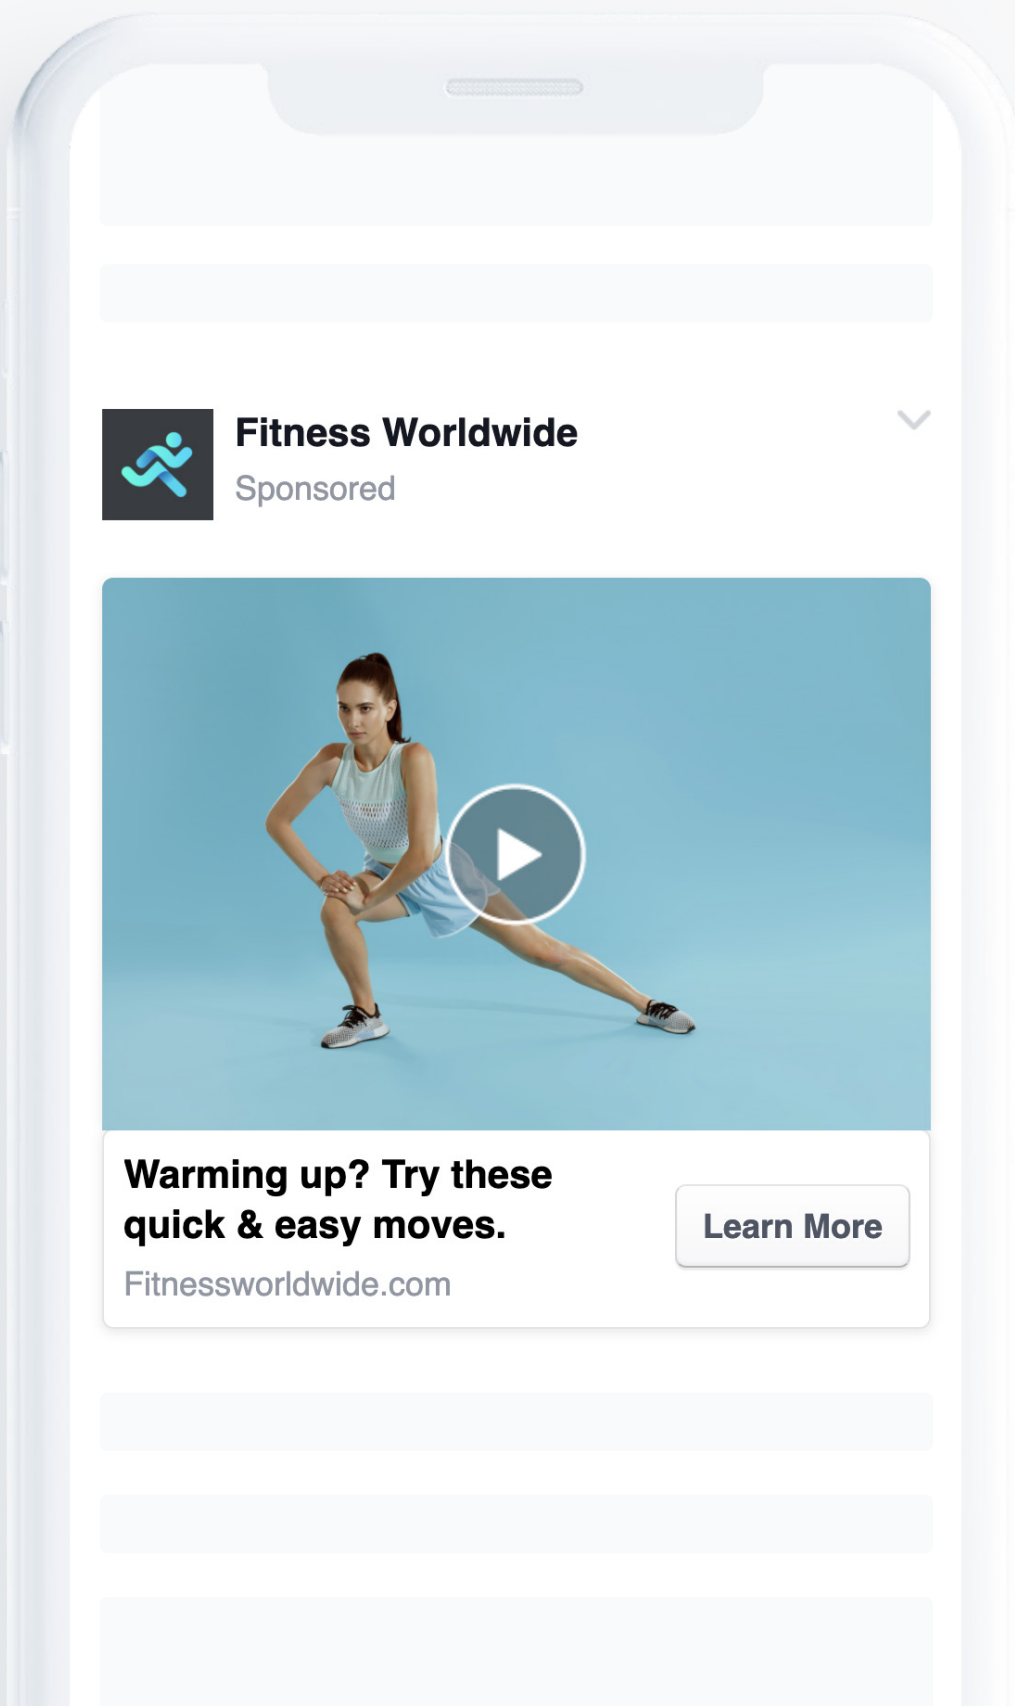 Fitness Worldwide
Sponsored
Warming up? Try these
quick & easy moves.
Learn More
Fitnessworldwide.com